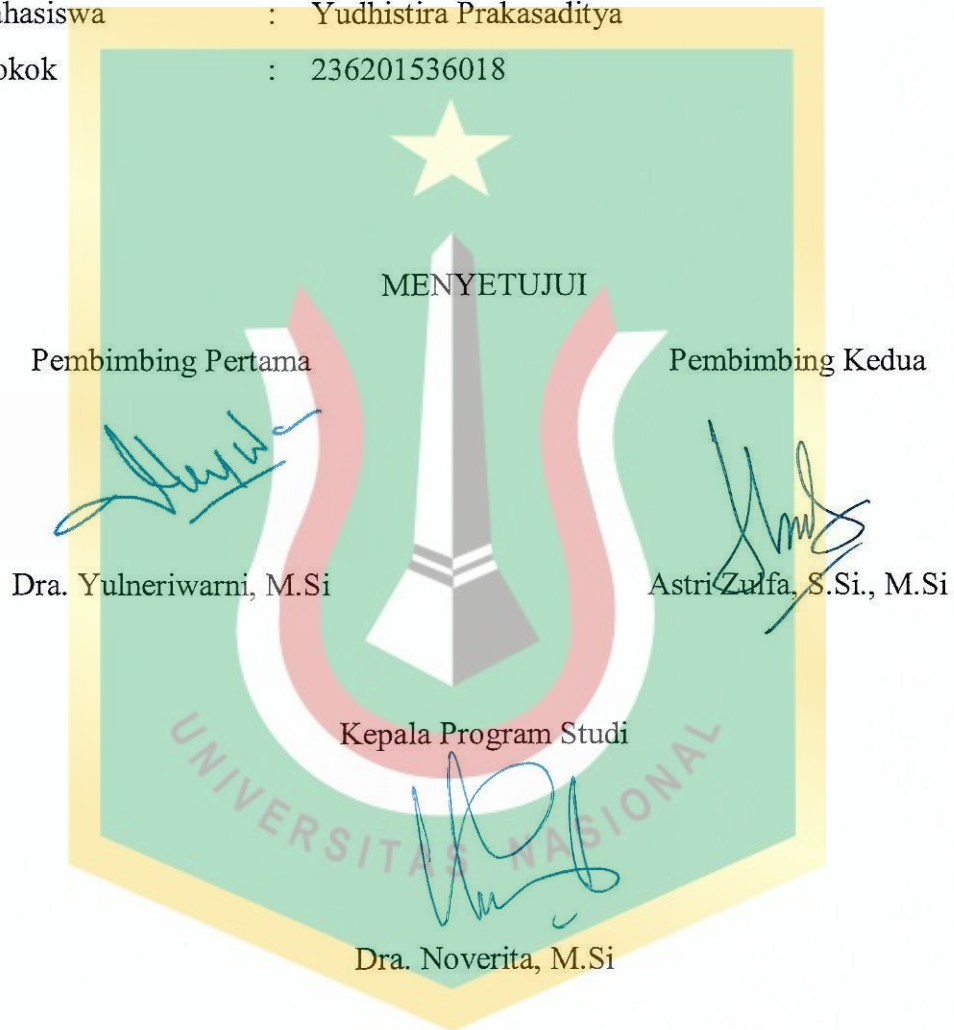 ahasiswa : Yudhistira Prakasaditya
okok : 236201536018
MENYETUJUI
Pembimbing Pertama Pembimbing Kedua
Dra. Yulneriwarni, M.Si Astri Zulfa, S.Si., M.Si
Kepala Program Studi
UNIVERSITAS NASIONAL
Dra. Noverita, M.Si